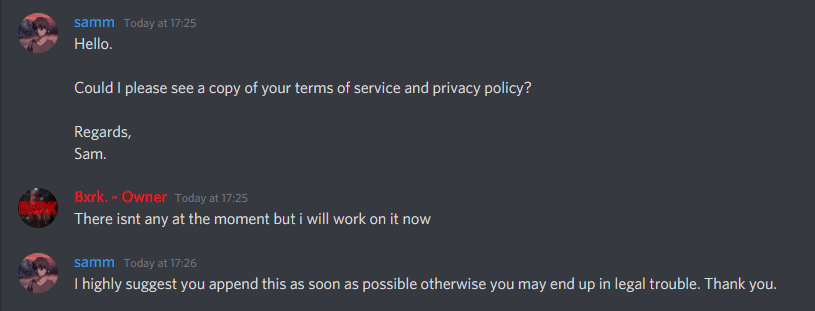 samm Today at 17:25
Hello.
Could I please see a copy of your terms of service and privacy policy?
Regards,
Sam.
Bxrk. ~ Owner Today at 17:25
There isnt any at the moment but i will work on it now
samm Today at 17:26
I highly suggest you append this as soon as possible otherwise you may end up in legal trouble. Thank you.